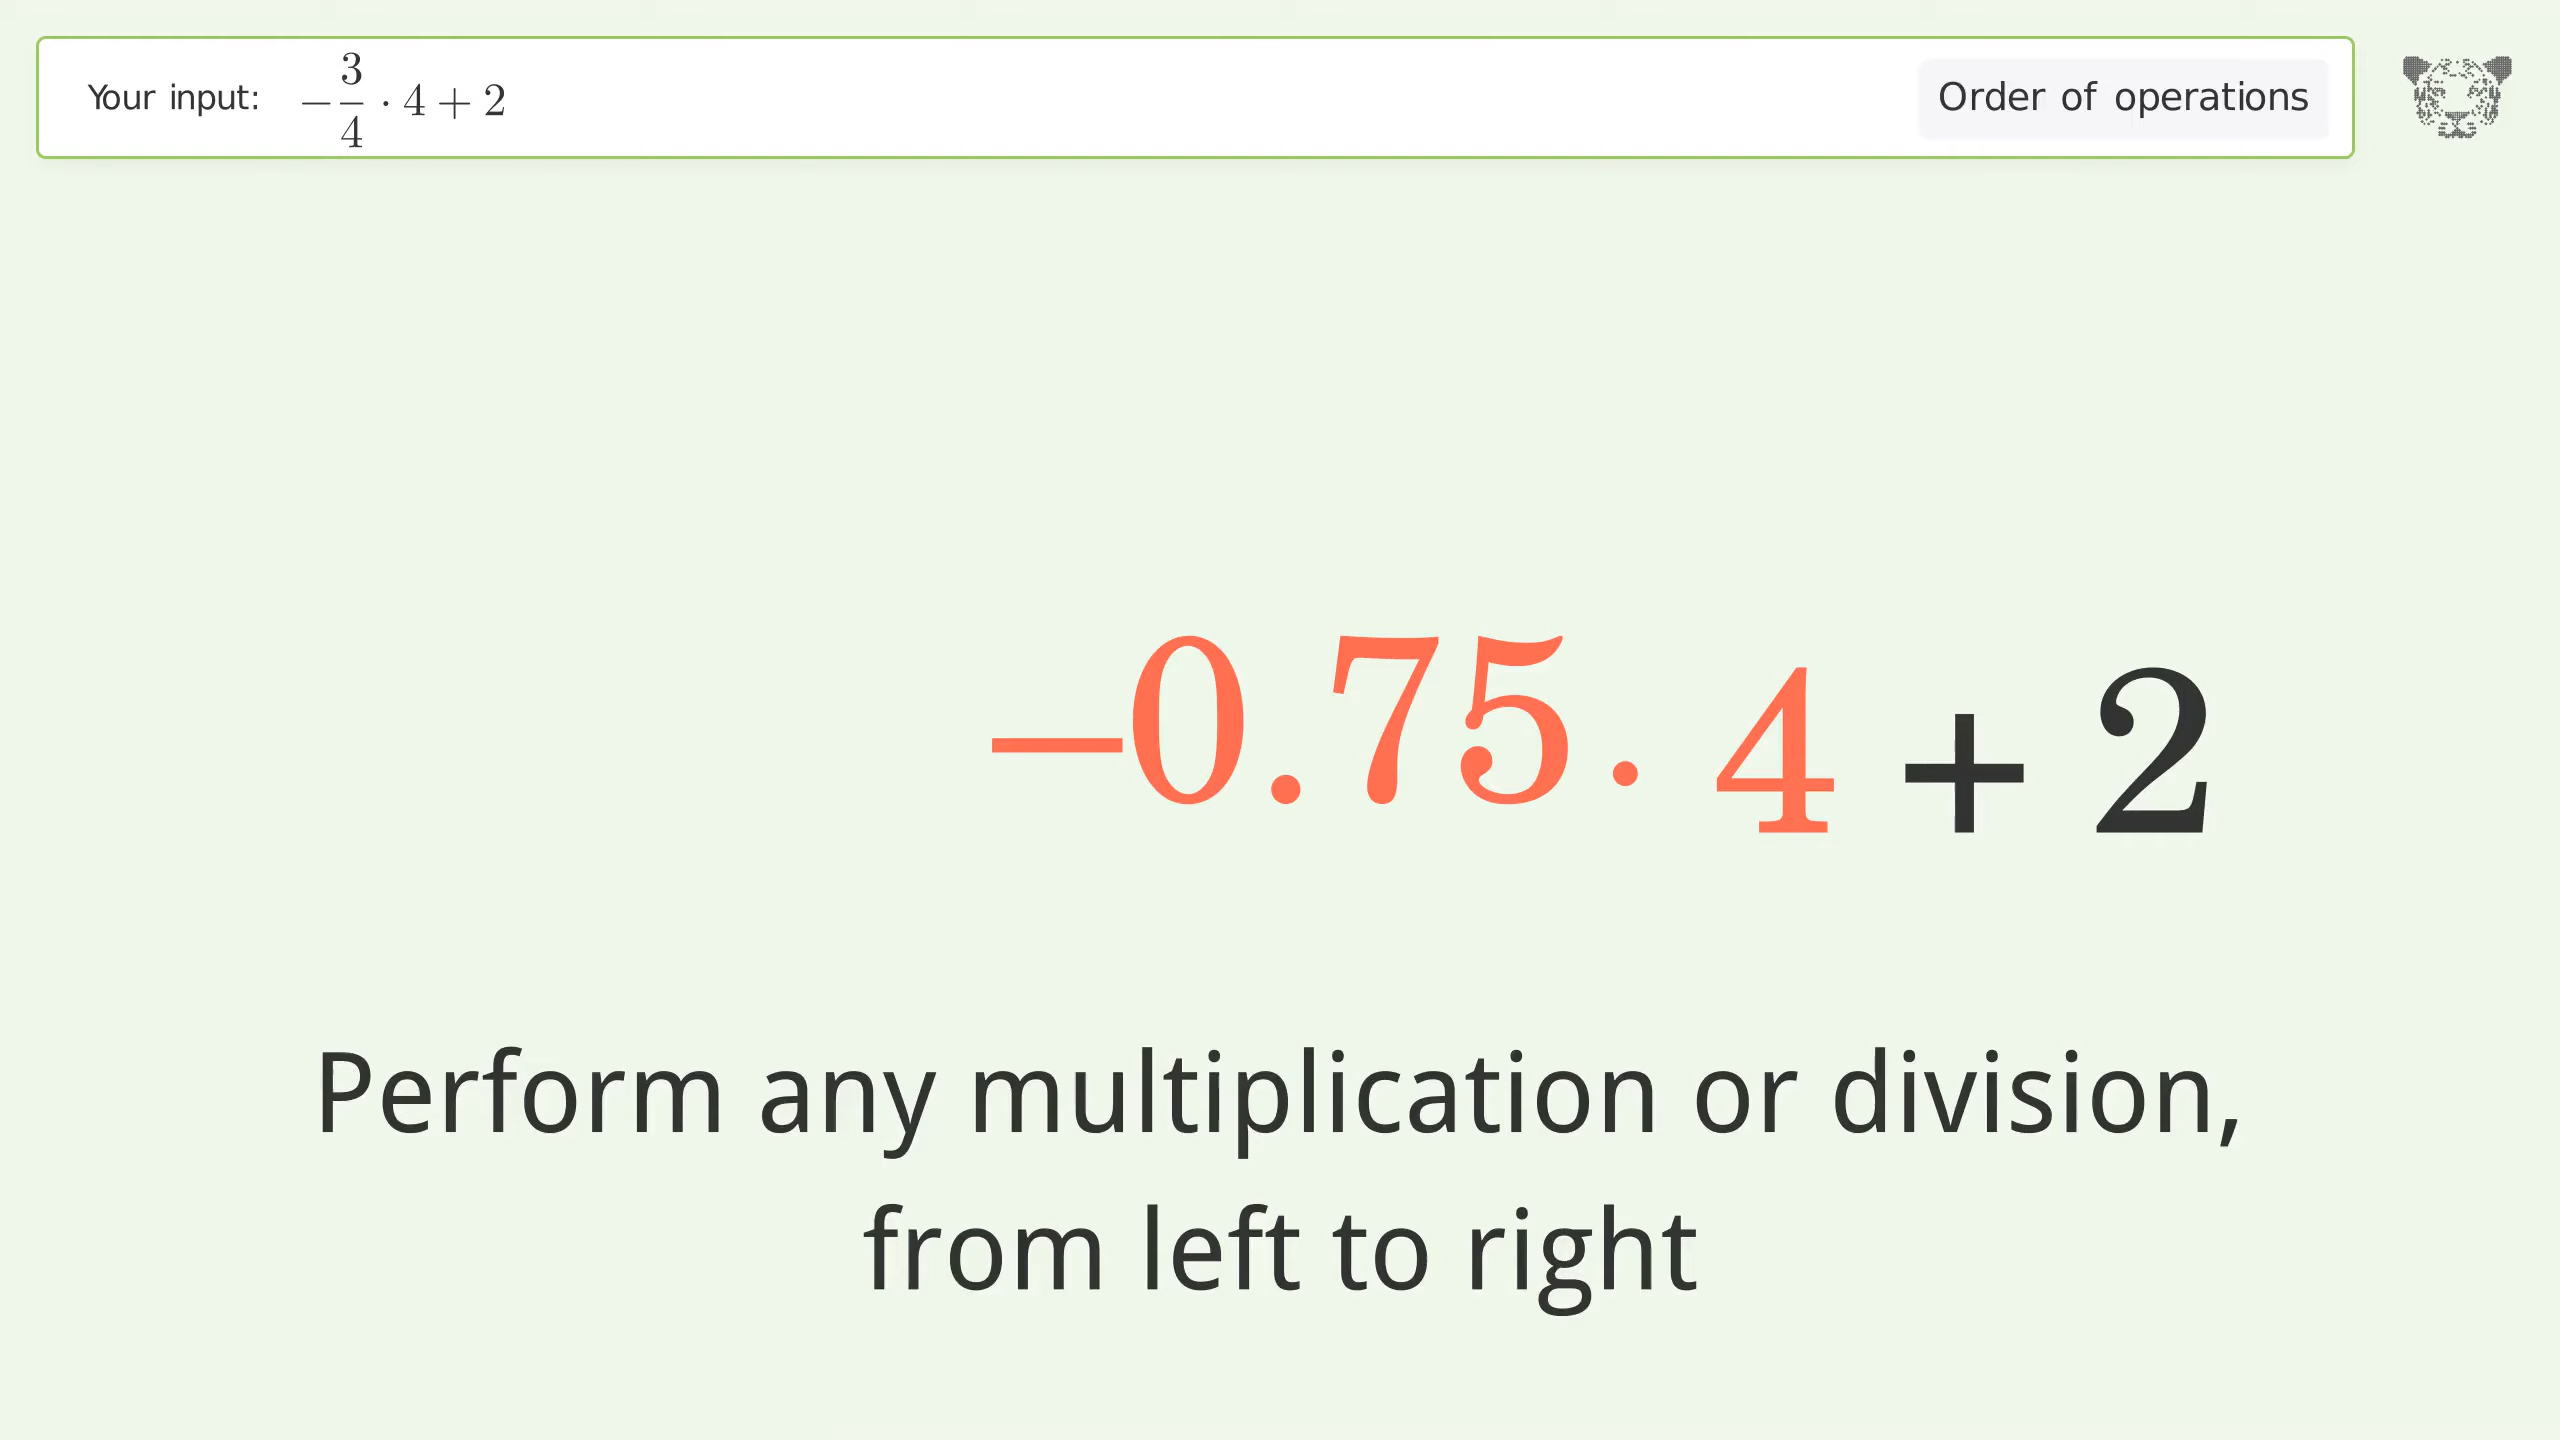 Your input: −3/4 · 4 + 2
Order of operations
−0.75 · 4 + 2
Perform any multiplication or division,
from left to right